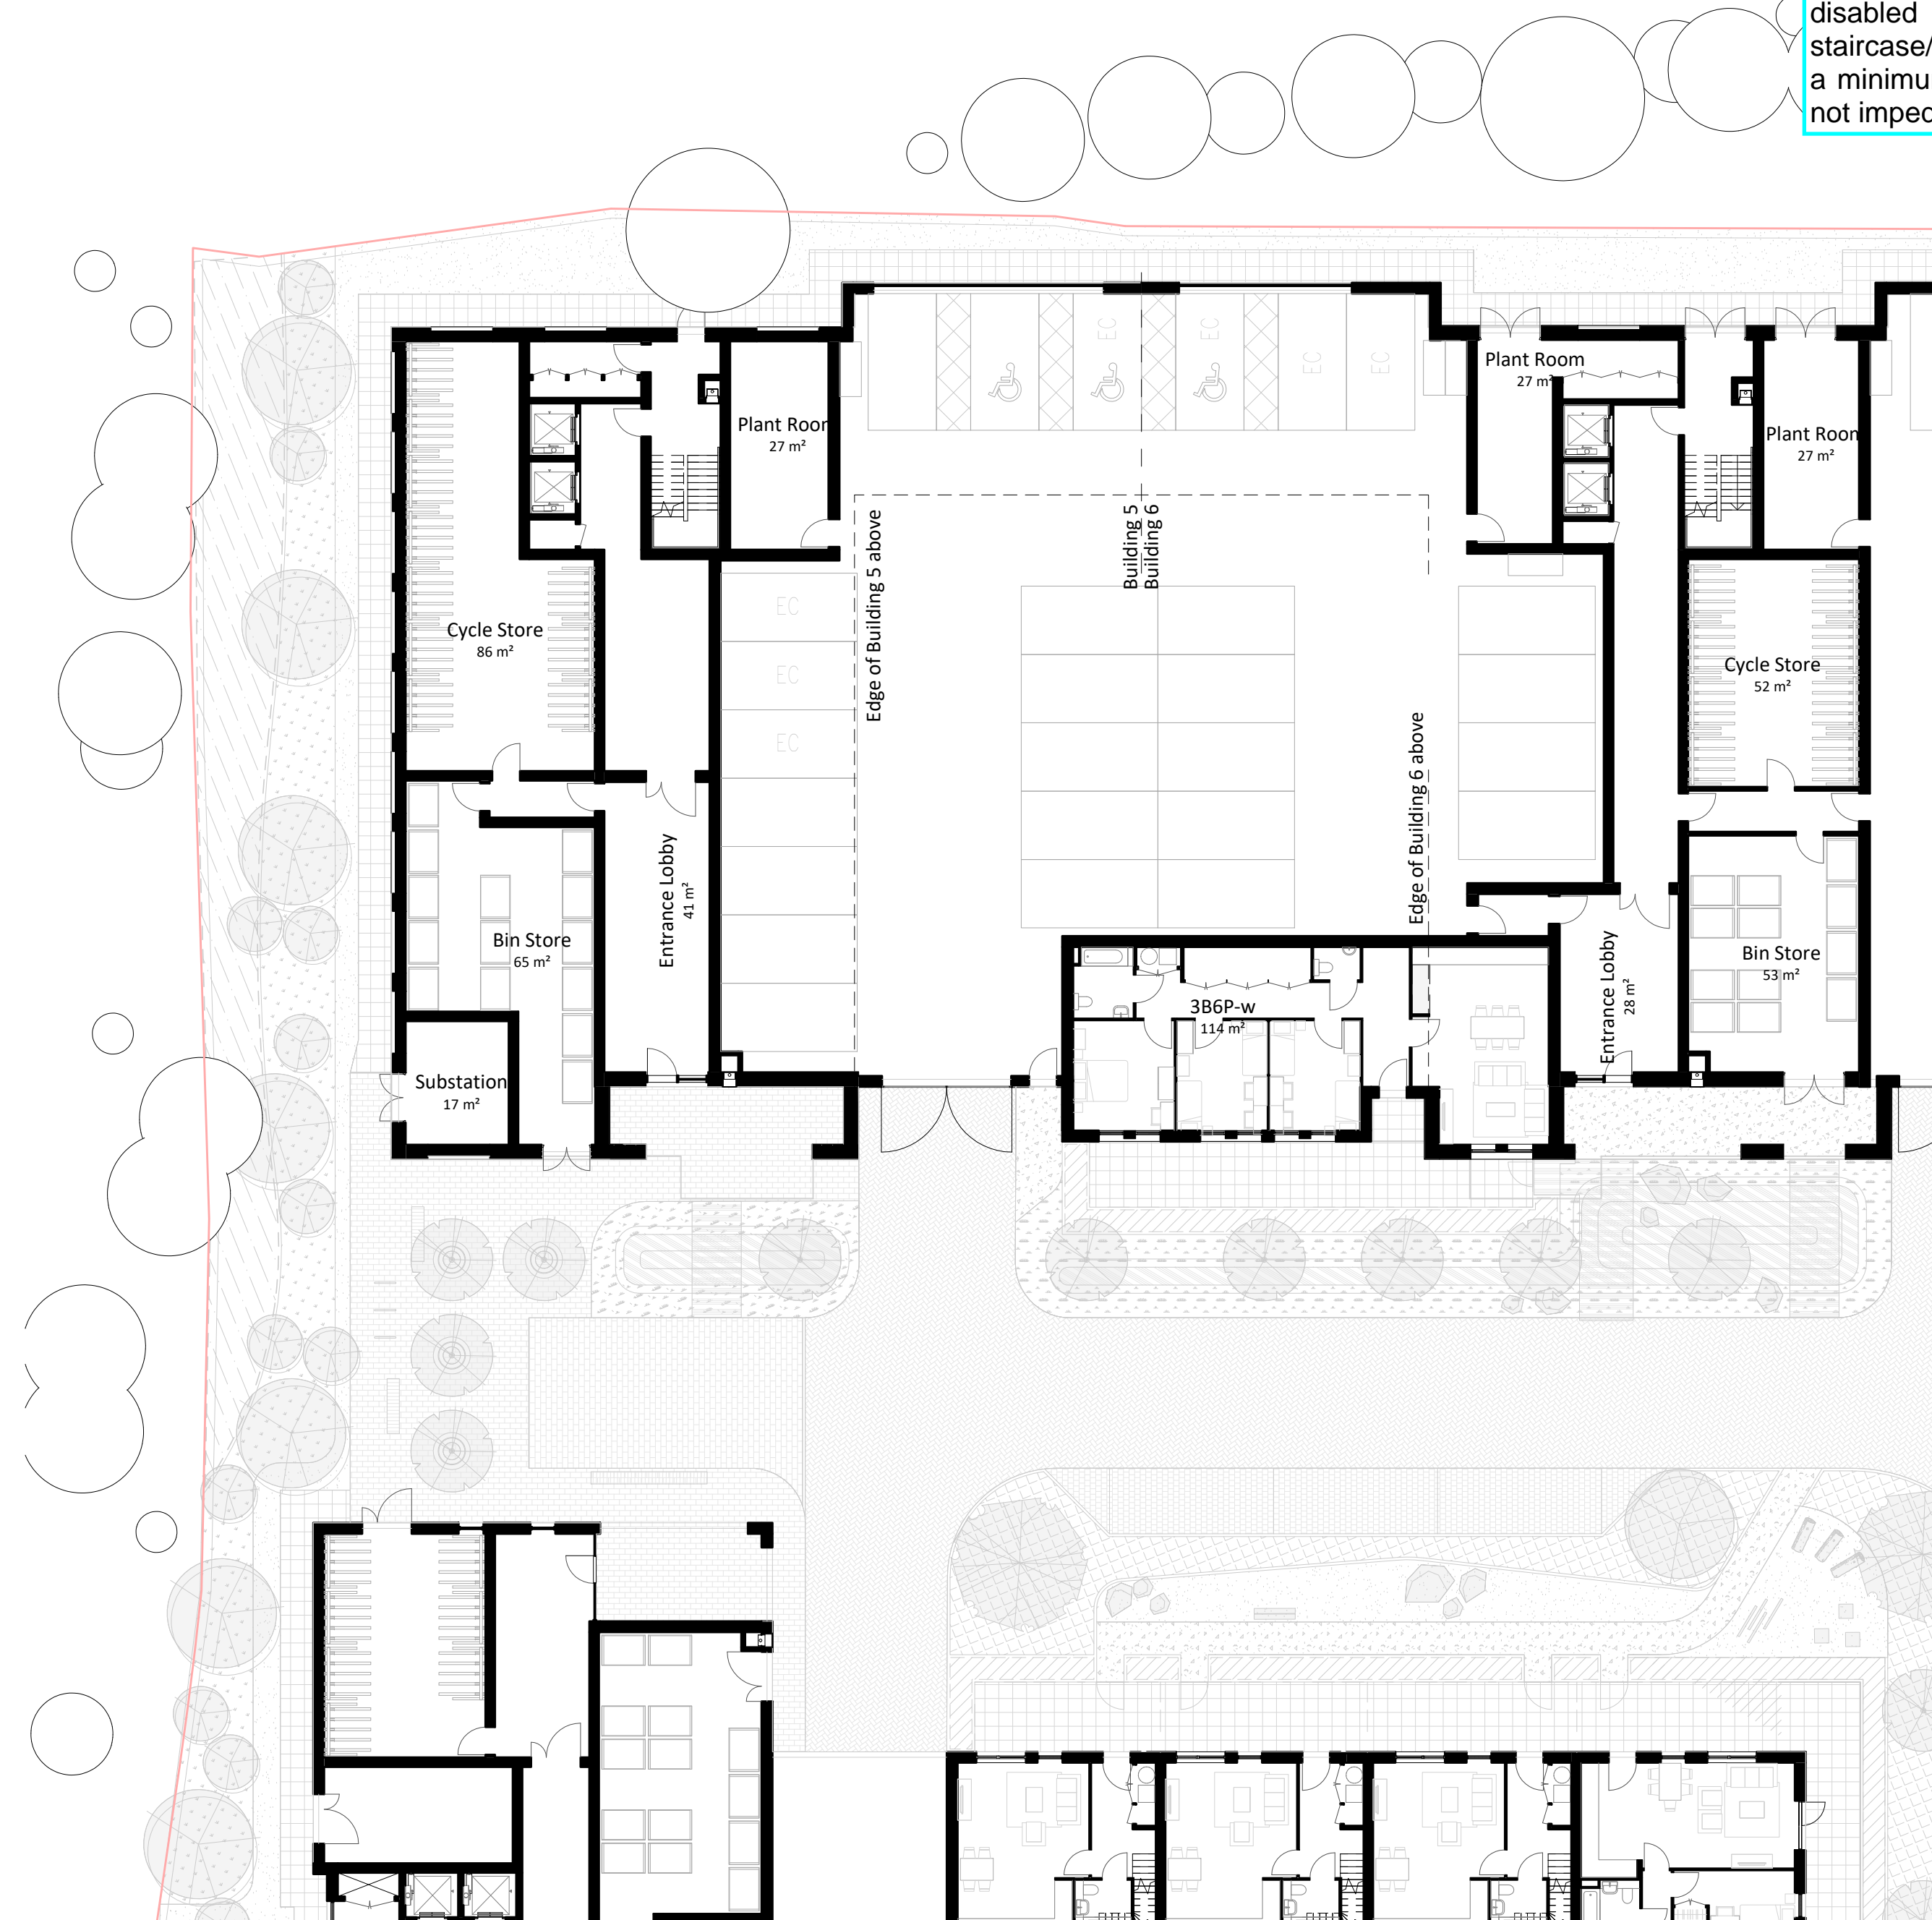 disabled
staircase/
a minimu
not imped
EC
EC
EC
EC
Plant Room
27 m²
Plant Room
27 m²
Plant Room
27 m²
Building 5
Building 6
Edge of Building 5 above
EC
EC
EC
Cycle Store
86 m²
Cycle Store
52 m²
Edge of Building 6 above
Entrance Lobby
41 m²
Bin Store
65 m²
Bin Store
53 m²
Entrance Lobby
28 m²
3B6P-w
114 m²
Substation
17 m²